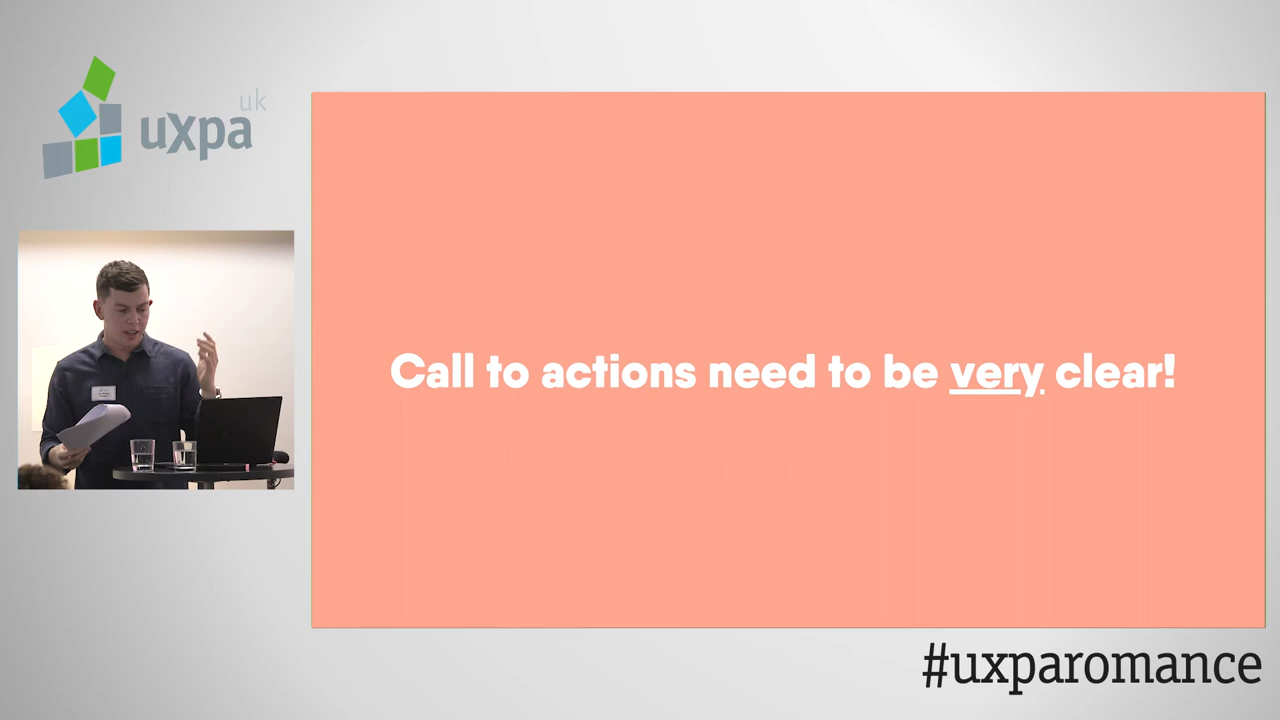 uk
uxpa
Call to actions need to be very clear!
#uxparomance